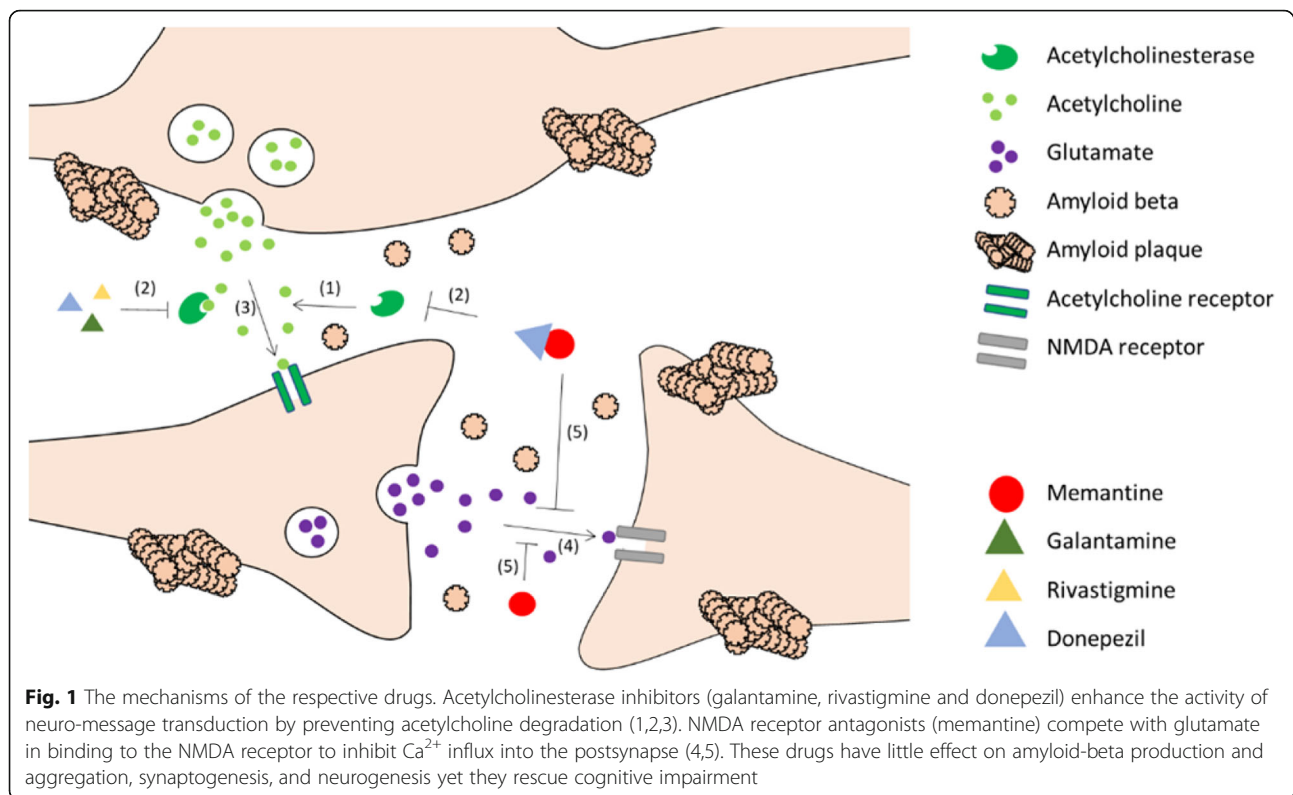 Acetylcholinesterase
Acetylcholine
Glutamate
Amyloid beta
Amyloid plaque
Acetylcholine receptor
NMDA receptor
Memantine
Galantamine
Rivastigmine
Donepezil
(2)
(3)
(1)
(2)
(5)
(4)
(5)
Fig. 1 The mechanisms of the respective drugs. Acetylcholinesterase inhibitors (galantamine, rivastigmine and donepezil) enhance the activity of
neuro-message transduction by preventing acetylcholine degradation (1,2,3). NMDA receptor antagonists (memantine) compete with glutamate
in binding to the NMDA receptor to inhibit Ca²⁺ influx into the postsynapse (4,5). These drugs have little effect on amyloid-beta production and
aggregation, synaptogenesis, and neurogenesis yet they rescue cognitive impairment